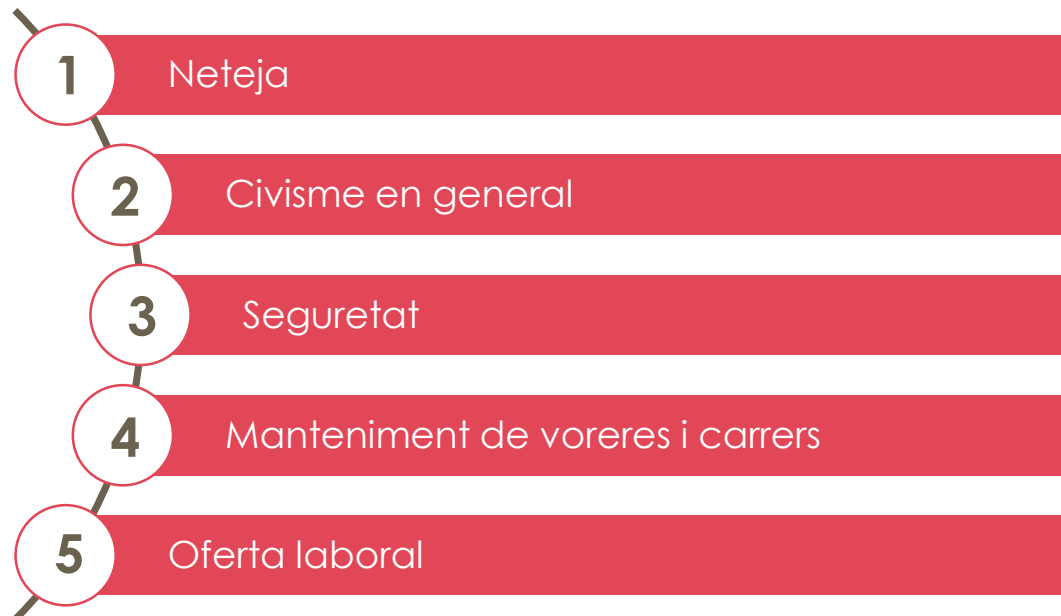 1 Neteja
2 Civisme en general
3 Seguretat
4 Manteniment de voreres i carrers
5 Oferta laboral